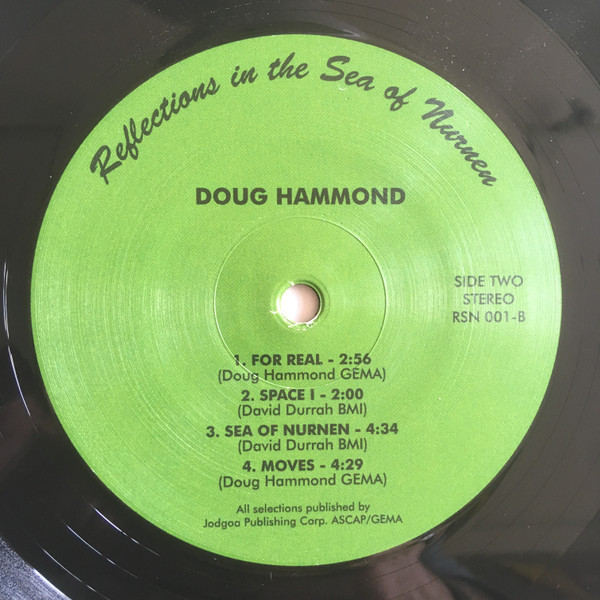 Reflections in the Sea of Nurnen
DOUG HAMMOND
SIDE TWO
STEREO
RSN 001-B
1. FOR REAL - 2:56
(Doug Hammond GEMA)
2. SPACE I - 2:00
(David Durrah BMI)
3. SEA OF NURNEN - 4:34
(David Durrah BMI)
4. MOVES - 4:29
(Doug Hammond GEMA)
All selections published by
Jodgoa Publishing Corp. ASCAP/GEMA